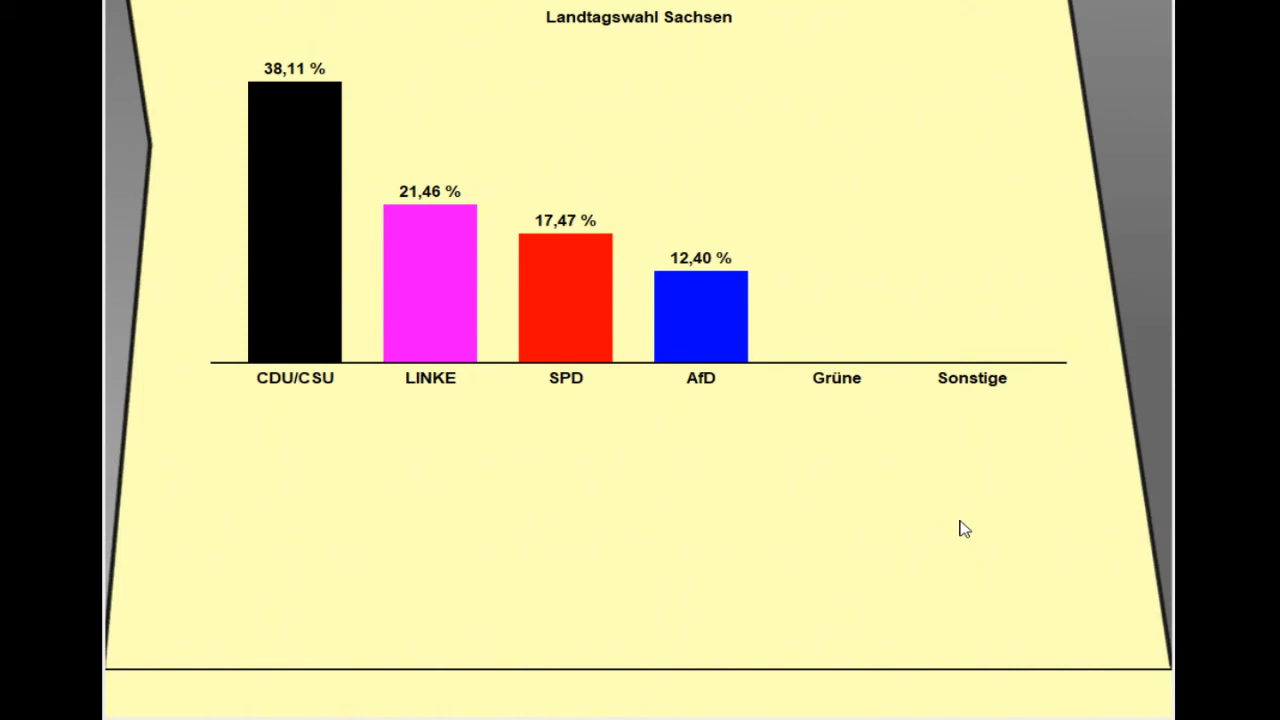 Landtagswahl Sachsen
38,11 %
21,46 %
17,47 %
12,40 %
CDU/CSU LINKE SPD AfD Grüne Sonstige